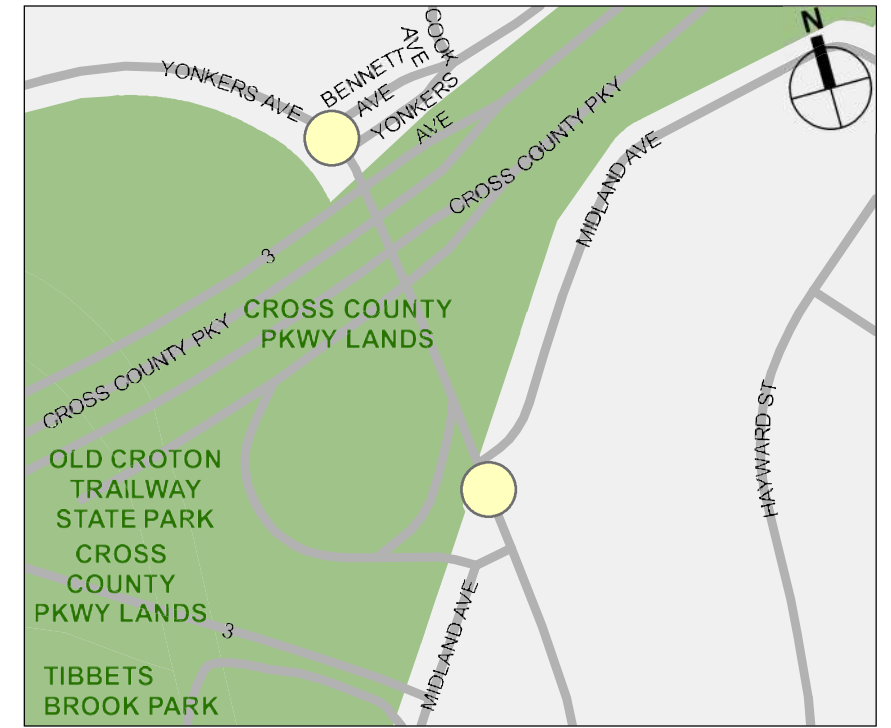 N
COOK
AVE
YONKERS AVE
BENNETT
AVE
YONKERS
AVE
CROSS COUNTY PKY
MIDLAND AVE
3
CROSS COUNTY
PKWY LANDS
CROSS COUNTY PKY
HAYWARD ST
OLD CROTON
TRAILWAY
STATE PARK
CROSS
COUNTY
PKWY LANDS
3
MIDLAND AVE
TIBBETS
BROOK PARK